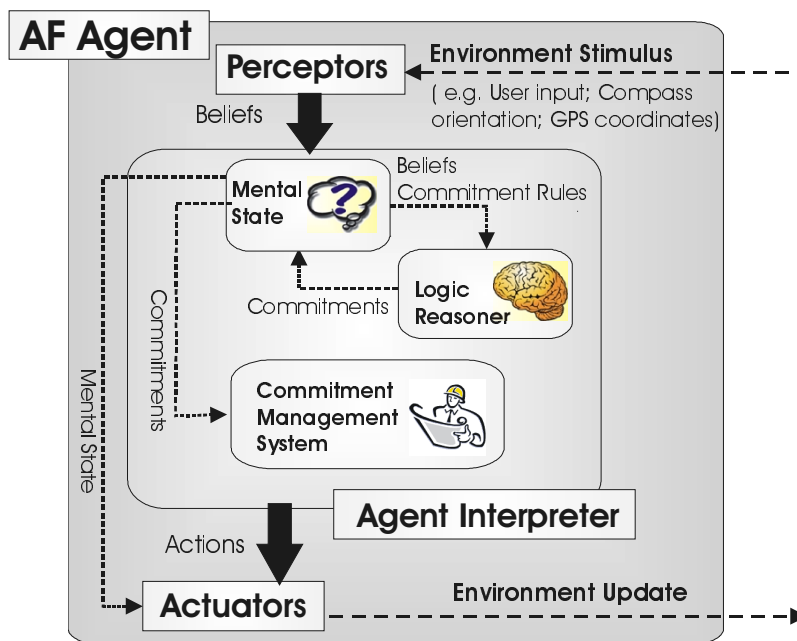 AF Agent
Perceptors
Environment Stimulus
( e.g. User input; Compass
orientation; GPS coordinates)
Beliefs
Mental
State
?
Beliefs
Commitment Rules
Logic
Reasoner
Commitments
Commitments
Mental State
Commitment
Management
System
Agent Interpreter
Actions
Actuators
Environment Update